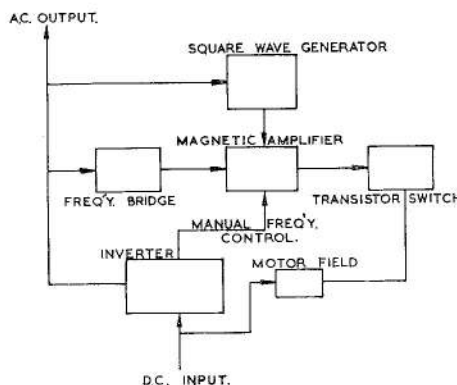 A.C. OUTPUT.
SQUARE WAVE GENERATOR
MAGNETIC AMPLIFIER
FREQ'Y. BRIDGE
TRANSISTOR SWITCH
MANUAL FREQ'Y.
CONTROL.
INVERTER
MOTOR FIELD
D.C. INPUT.